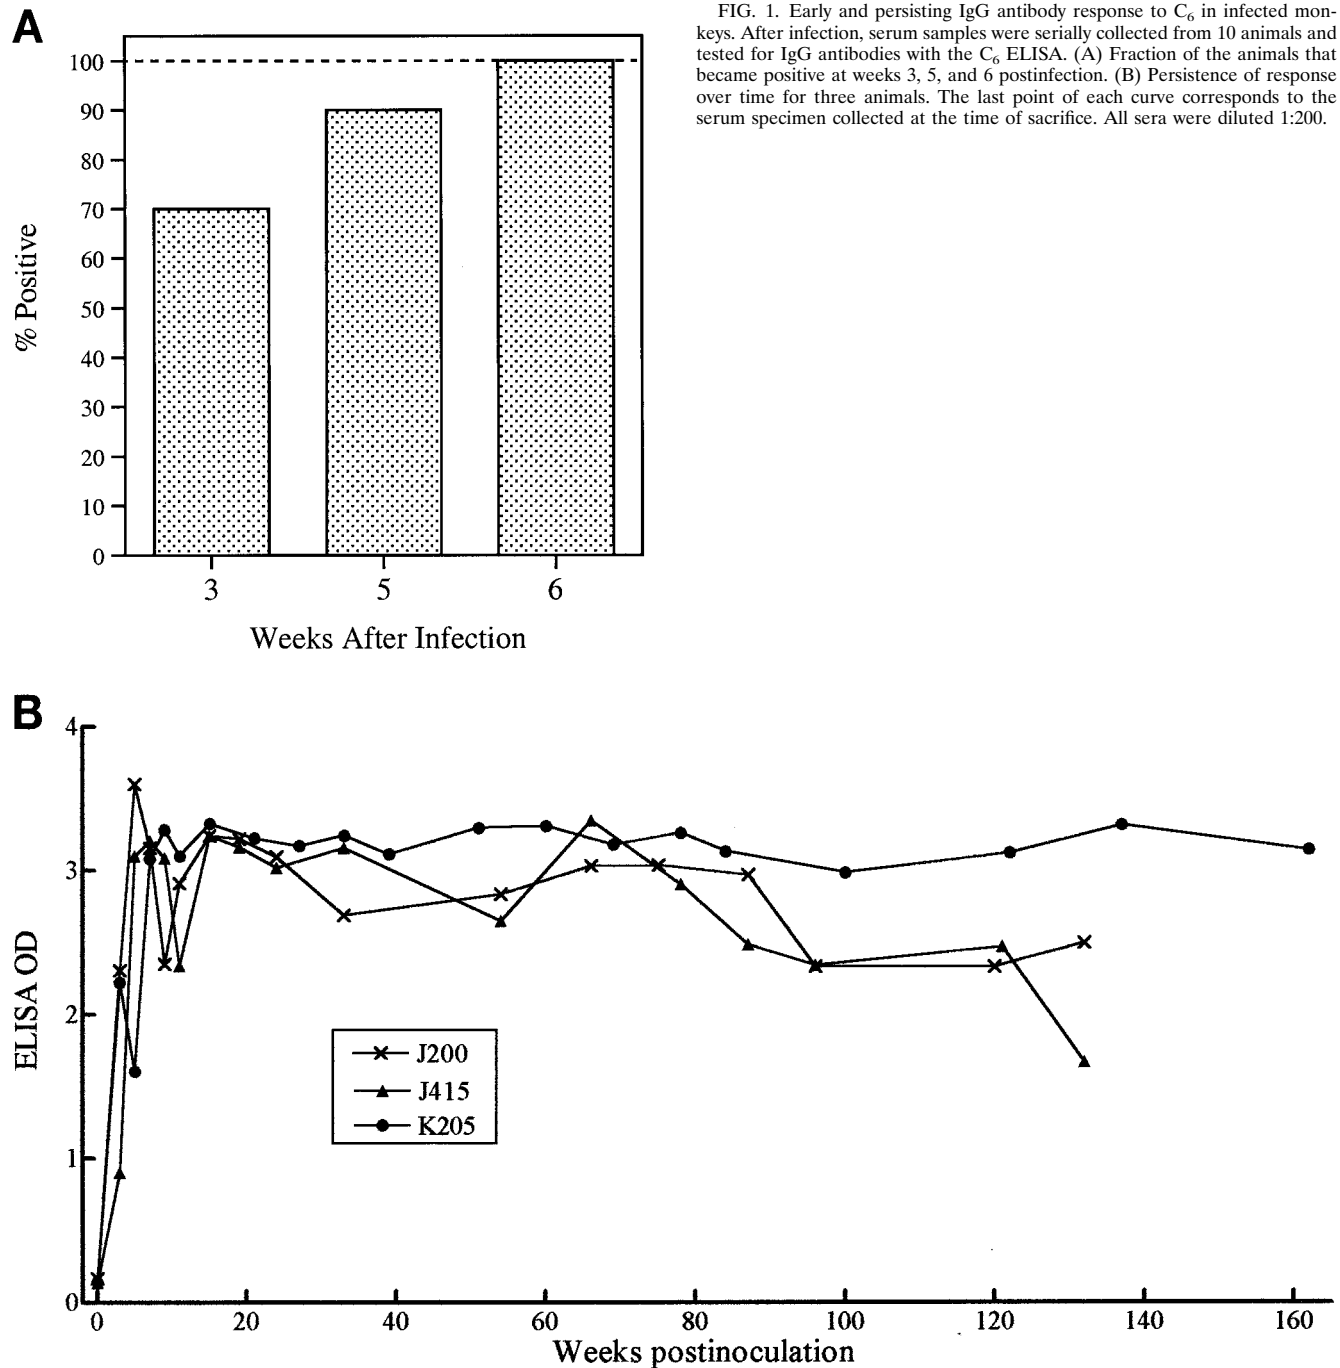 A
FIG. 1. Early and persisting IgG antibody response to C6 in infected mon-
keys. After infection, serum samples were serially collected from 10 animals and
tested for IgG antibodies with the C6 ELISA. (A) Fraction of the animals that
became positive at weeks 3, 5, and 6 postinfection. (B) Persistence of response
over time for three animals. The last point of each curve corresponds to the
serum specimen collected at the time of sacrifice. All sera were diluted 1:200.
100
90
80
70
60
50
40
30
20
10
0
% Positive
3 5 6
Weeks After Infection
B
4
3
2
1
0
ELISA OD
J200
J415
K205
0 20 40 60 80 100 120 140 160
Weeks postinoculation